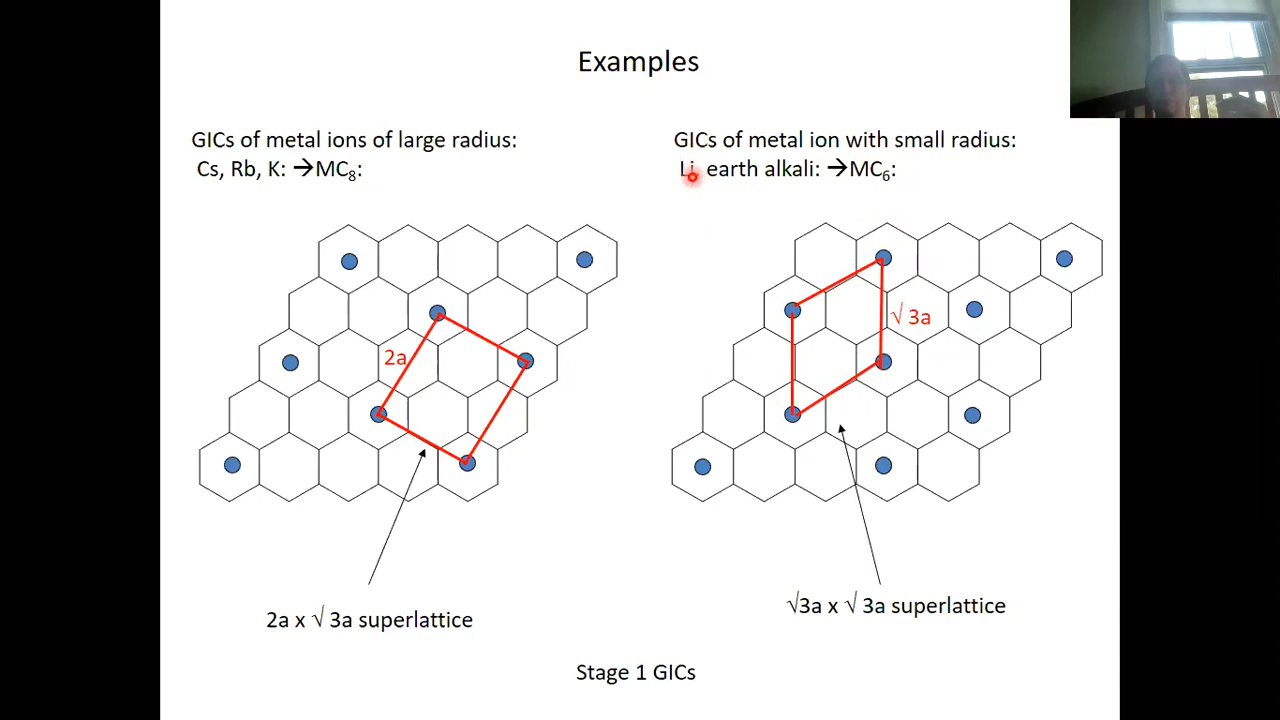 Examples
GICs of metal ions of large radius:
Cs, Rb, K: →MC₈:
GICs of metal ion with small radius:
Li, earth alkali: →MC₆:
2a
√ 3a
2a x √ 3a superlattice
√3a x √ 3a superlattice
Stage 1 GICs